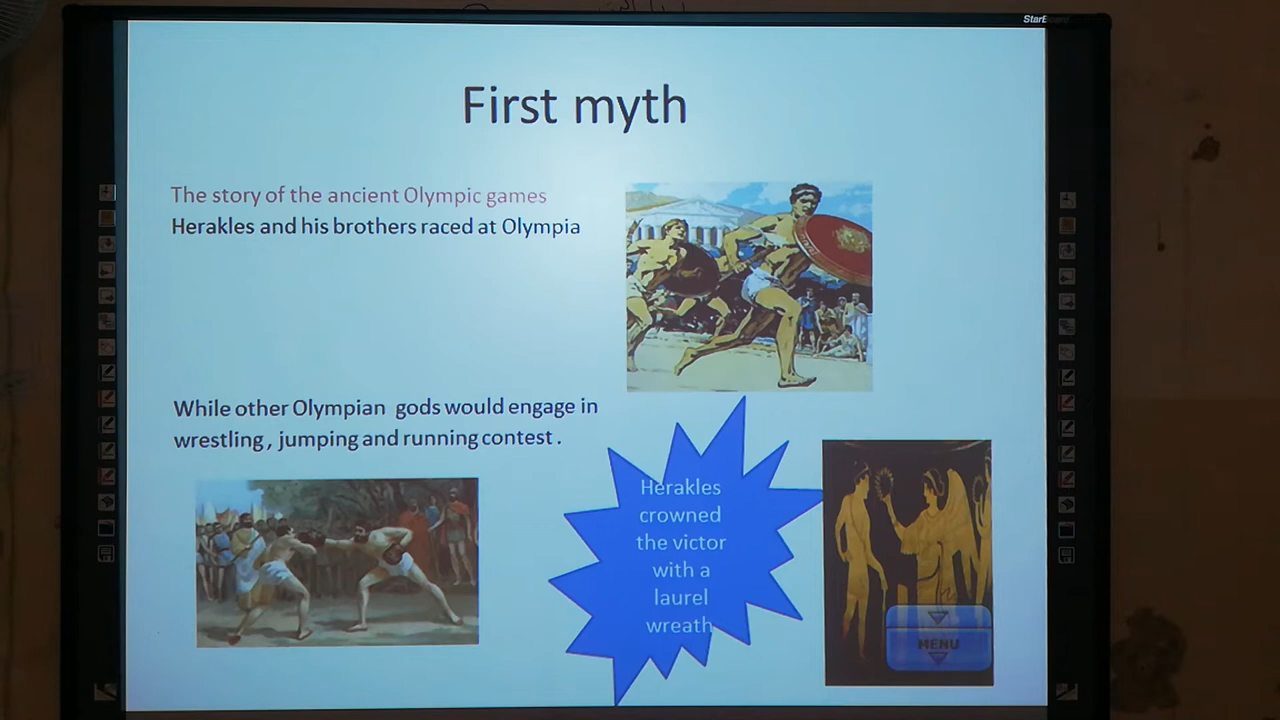 StarBoard
First myth
The story of the ancient Olympic games
Herakles and his brothers raced at Olympia
While other Olympian gods would engage in
wrestling , jumping and running contest .
Herakles
crowned
the victor
with a
laurel
wreath
MENU